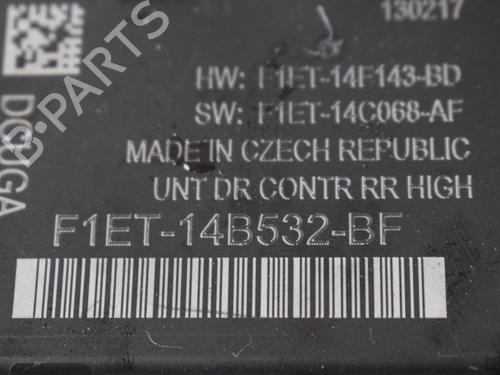 130217
HW: F1ET-14F143-BD
SW: F1ET-14C068-AF
MADE IN CZECH REPUBLIC
UNT DR CONTR RR HIGH
F1ET-14B532-BF
B-PARTS